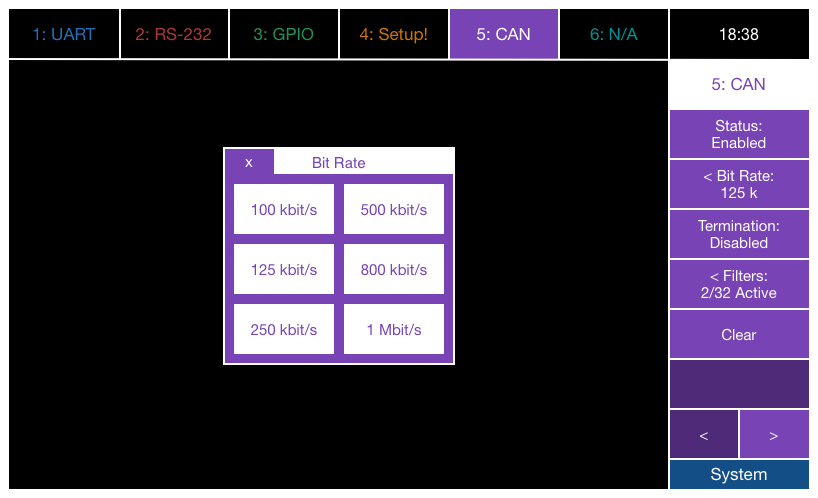 1: UART
2: RS-232
3: GPIO
4: Setup!
5: CAN
6: N/A
18:38
5: CAN
Status:
Enabled
< Bit Rate:
125 k
Termination:
Disabled
< Filters:
2/32 Active
Clear
<
>
System
x
Bit Rate
100 kbit/s
500 kbit/s
125 kbit/s
800 kbit/s
250 kbit/s
1 Mbit/s